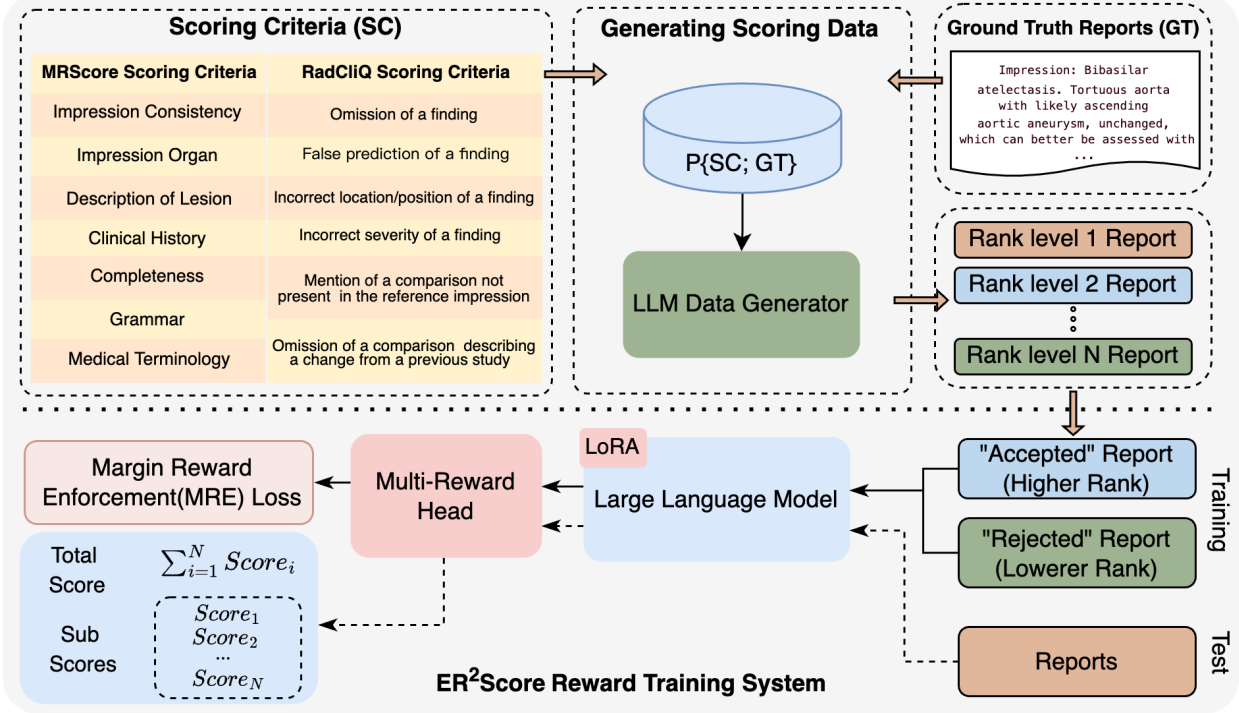 Scoring Criteria (SC)
MRScore Scoring Criteria
Impression Consistency
Impression Organ
Description of Lesion
Clinical History
Completeness
Grammar
Medical Terminology
RadCliQ Scoring Criteria
Omission of a finding
False prediction of a finding
Incorrect location/position of a finding
Incorrect severity of a finding
Mention of a comparison not
present in the reference impression
Omission of a comparison describing
a change from a previous study
Generating Scoring Data
P{SC; GT}
LLM Data Generator
Ground Truth Reports (GT)
Impression: Bibasilar
atelectasis. Tortuous aorta
with likely ascending
aortic aneurysm, unchanged,
which can better be assessed with
...
Rank level 1 Report
Rank level 2 Report
Rank level N Report
"Accepted" Report
(Higher Rank)
"Rejected" Report
(Lowerer Rank)
Training
Reports
Test
LoRA
Large Language Model
Multi-Reward
Head
Margin Reward
Enforcement(MRE) Loss
Total
Score
∑ᵢ₌₁ᴺ Scoreᵢ
Sub
Scores
Score₁
Score₂
...
Score_N
ER²Score Reward Training System